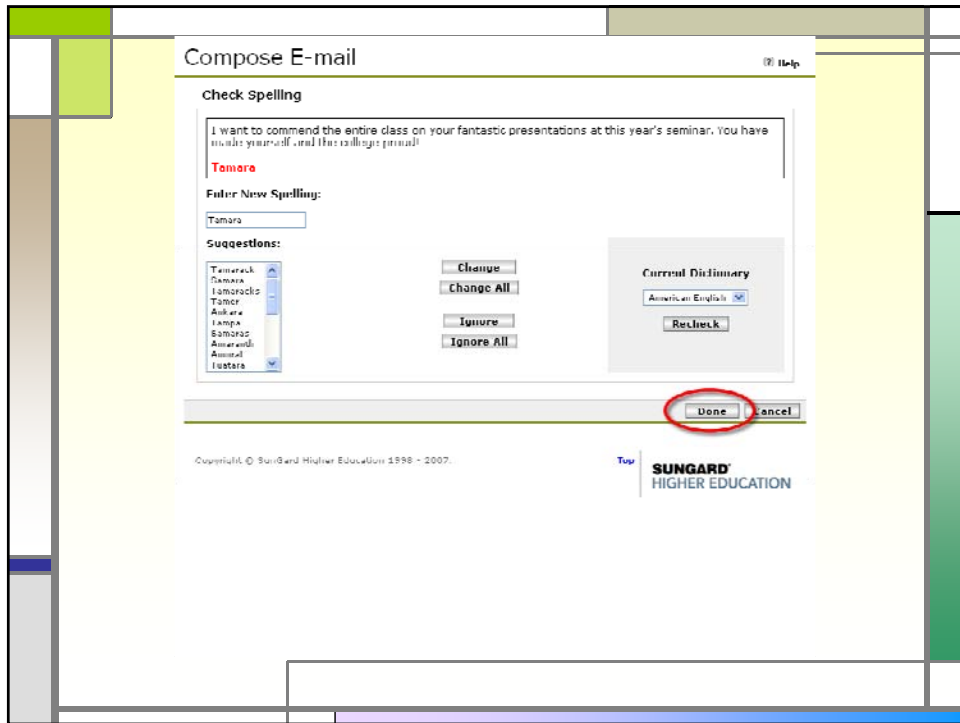 Compose E-mail
Help
Check Spelling
I want to commend the entire class on your fantastic presentations at this year's seminar. You have
made yourself and the college proud!
Tamara
Enter New Spelling:
Tamara
Suggestions:
Tamarack
Samara
Tamaracks
Tamer
Ankara
Tampa
Samaras
Amaranth
Amoral
Tuatara
Change
Change All
Ignore
Ignore All
Current Dictionary
American English
Recheck
Done
Cancel
Copyright © SunGard Higher Education 1998 - 2007.
Top
SUNGARD
HIGHER EDUCATION